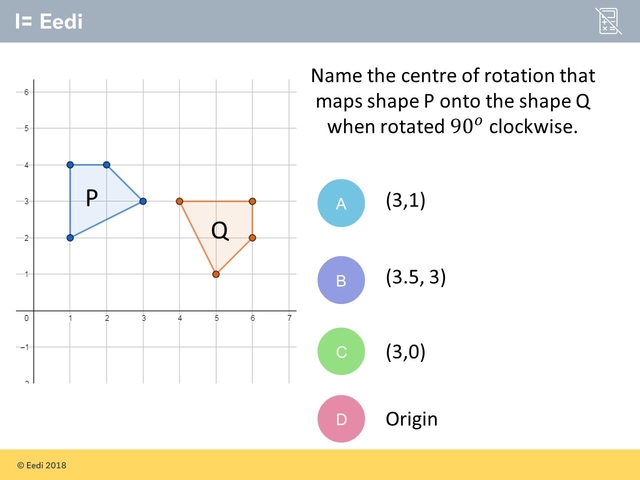 Eedi
Name the centre of rotation that
maps shape P onto the shape Q
when rotated 90° clockwise.
6
5
4
3
2
1
0
1
2
3
4
5
6
7
−1
P
Q
A
(3,1)
B
(3.5, 3)
C
(3,0)
D
Origin
© Eedi 2018